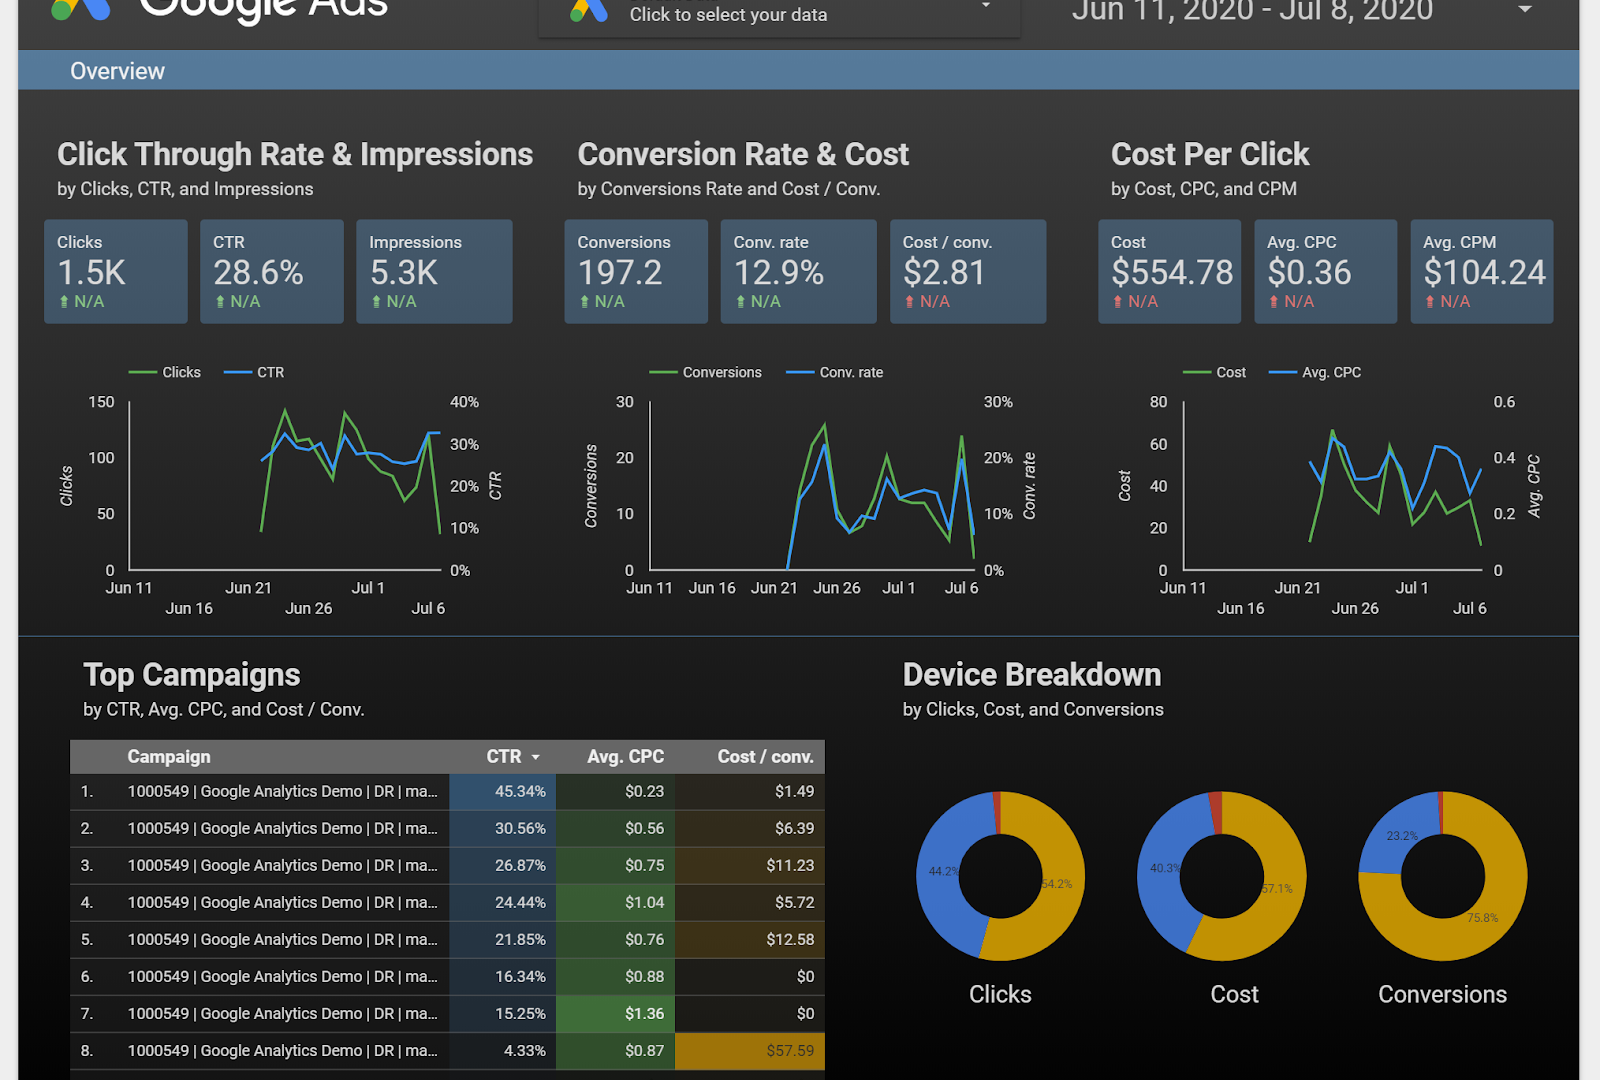 Google Ads
Click to select your data
Jun 11, 2020 - Jul 8, 2020
Overview
Click Through Rate & Impressions
by Clicks, CTR, and Impressions
Clicks
1.5K
N/A
CTR
28.6%
N/A
Impressions
5.3K
N/A
Conversion Rate & Cost
by Conversions Rate and Cost / Conv.
Conversions
197.2
N/A
Conv. rate
12.9%
N/A
Cost / conv.
$2.81
N/A
Cost Per Click
by Cost, CPC, and CPM
Cost
$554.78
N/A
Avg. CPC
$0.36
N/A
Avg. CPM
$104.24
N/A
Clicks CTR
150 40%
100 30%
20%
50 10%
0 0%
Clicks
CTR
Jun 11 Jun 21 Jul 1
Jun 16 Jun 26 Jul 6
Conversions Conv. rate
30 30%
20 20%
10 10%
0 0%
Conversions
Conv. rate
Jun 11 Jun 16 Jun 21 Jun 26 Jul 1 Jul 6
Cost Avg. CPC
80 0.6
60
40 0.4
20 0.2
0 0
Cost
Avg. CPC
Jun 11 Jun 21 Jul 1
Jun 16 Jun 26 Jul 6
Top Campaigns
by CTR, Avg. CPC, and Cost / Conv.
Campaign CTR Avg. CPC Cost / conv.
1. 1000549 | Google Analytics Demo | DR | ma... 45.34% $0.23 $1.49
2. 1000549 | Google Analytics Demo | DR | ma... 30.56% $0.56 $6.39
3. 1000549 | Google Analytics Demo | DR | ma... 26.87% $0.75 $11.23
4. 1000549 | Google Analytics Demo | DR | ma... 24.44% $1.04 $5.72
5. 1000549 | Google Analytics Demo | DR | ma... 21.85% $0.76 $12.58
6. 1000549 | Google Analytics Demo | DR | ma... 16.34% $0.88 $0
7. 1000549 | Google Analytics Demo | DR | ma... 15.25% $1.36 $0
8. 1000549 | Google Analytics Demo | DR | ma... 4.33% $0.87 $57.59
Device Breakdown
by Clicks, Cost, and Conversions
44.2% 54.2%
Clicks
40.3% 57.1%
Cost
23.2% 75.8%
Conversions